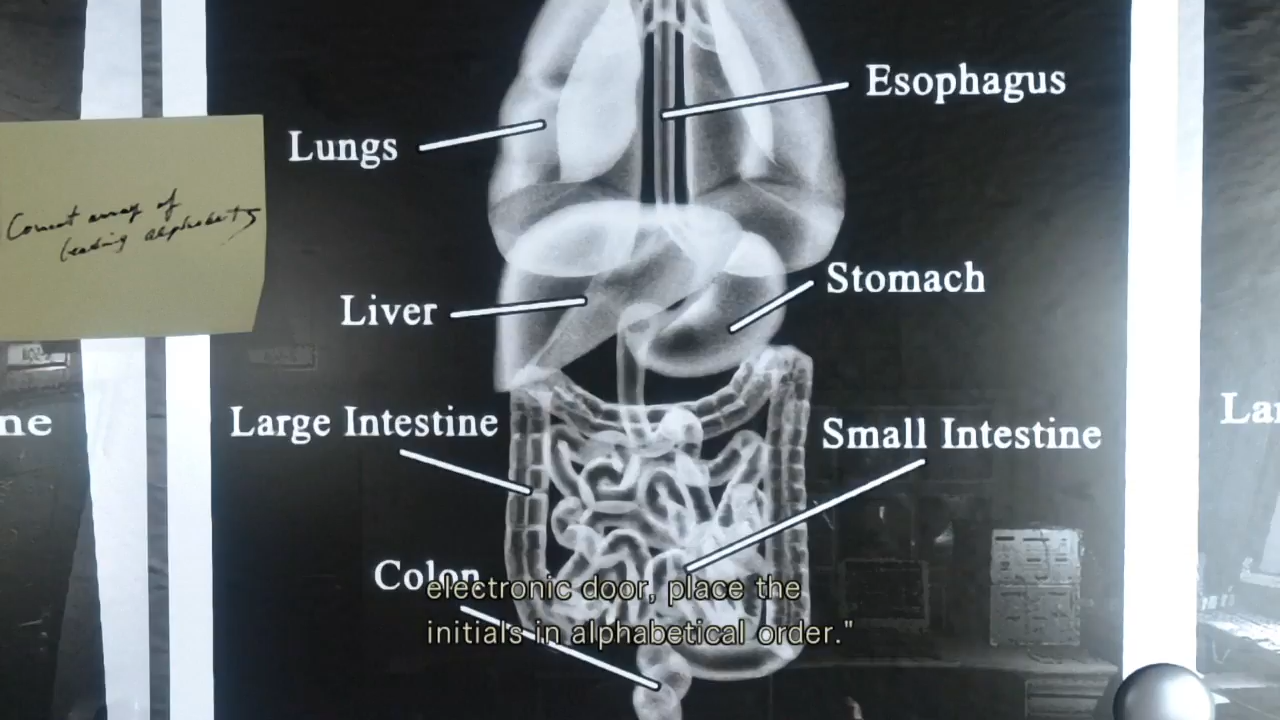 Esophagus
Lungs
Correct array of
leading alphabets
Stomach
Liver
ne
Large Intestine
Small Intestine
La
Colon
electronic door, place the
initials in alphabetical order."